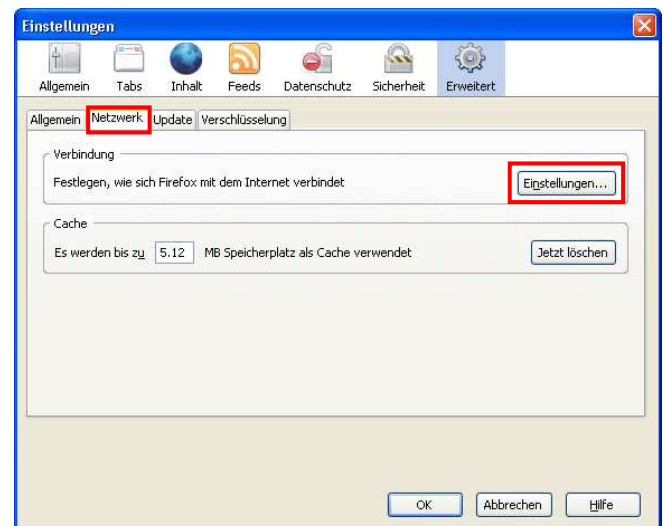 Einstellungen
Allgemein Tabs Inhalt Feeds Datenschutz Sicherheit Erweitert
Allgemein Netzwerk Update Verschlüsselung
Verbindung
Festlegen, wie sich Firefox mit dem Internet verbindet Einstellungen...
Cache
Es werden bis zu 5.12 MB Speicherplatz als Cache verwendet Jetzt löschen
OK Abbrechen Hilfe